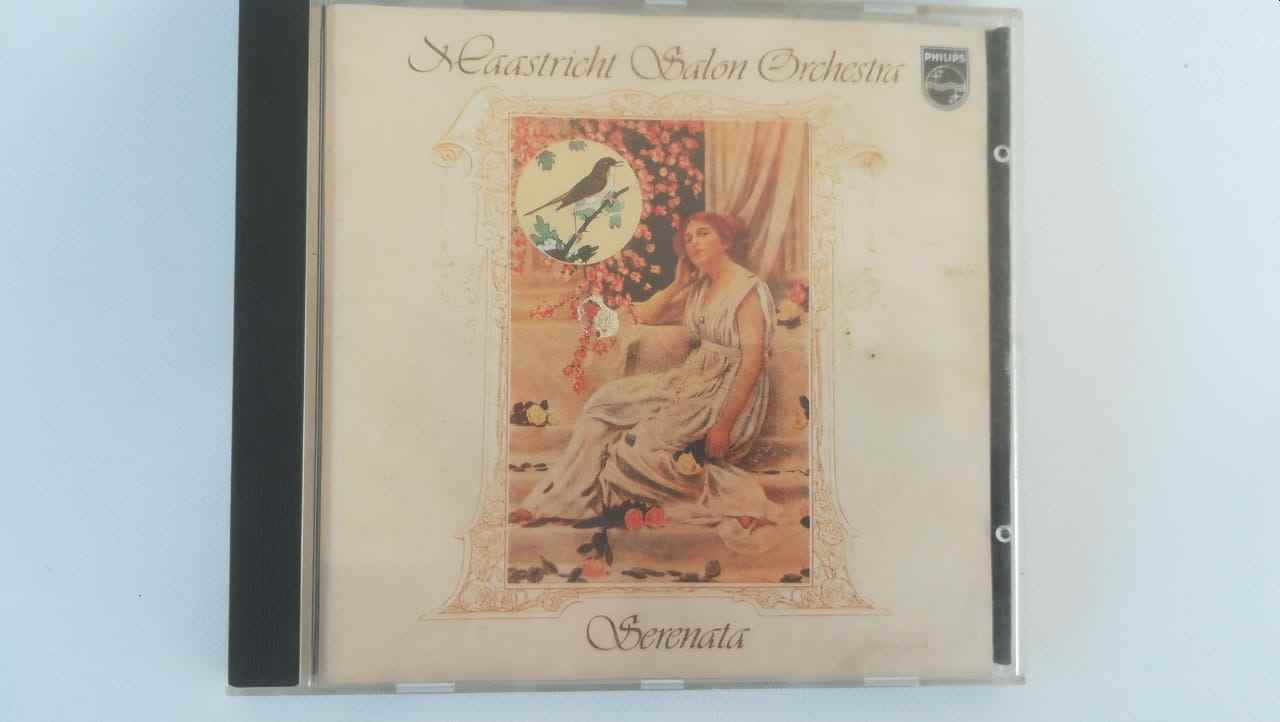 Maastricht Salon Orchestra
PHILIPS
Serenata